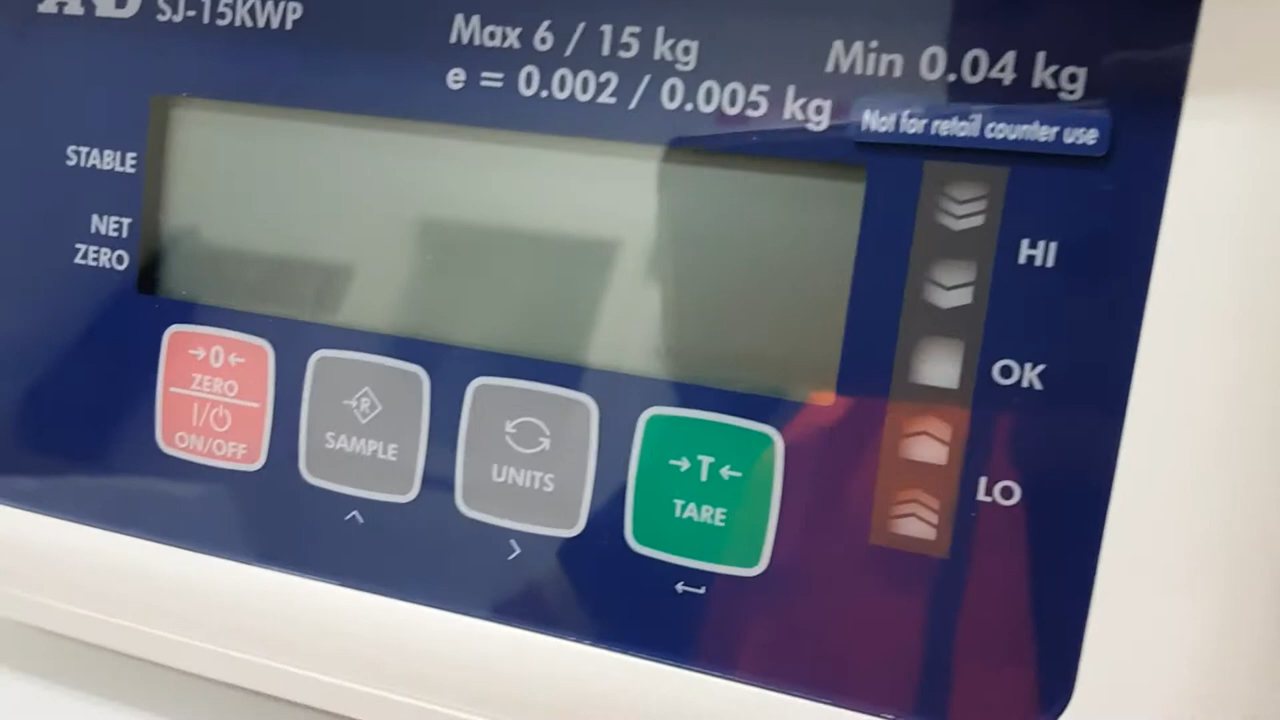 A&D SJ-15KWP
Max 6 / 15 kg
e = 0.002 / 0.005 kg
Min 0.04 kg
Not for retail counter use
STABLE
NET
ZERO
HI
OK
LO
→0←
ZERO
I/⏻
ON/OFF
→R
SAMPLE
UNITS
→T←
TARE